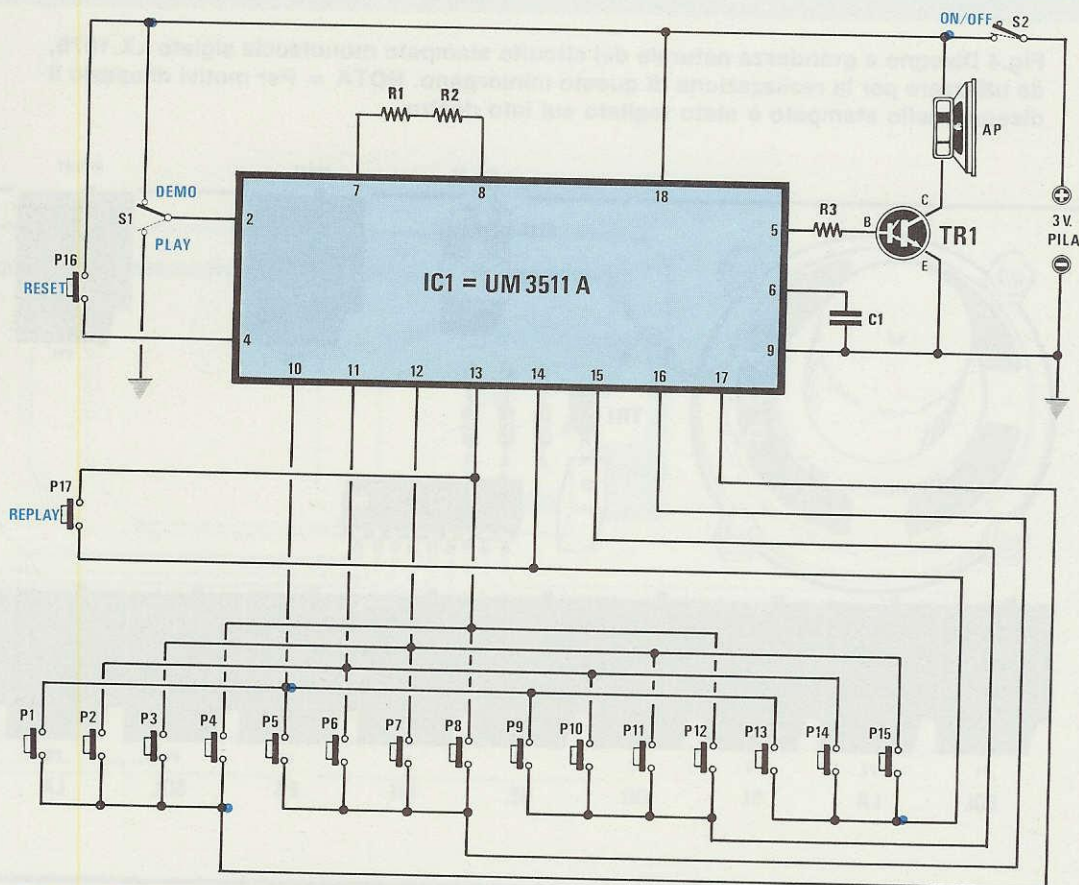 ON/OFF S2
R1 R2
AP
7 8 18
DEMO
S1 2
PLAY
R3
5 B C TR1 E
3V.
PILA
P16
RESET
IC1 = UM 3511 A
6
C1
4 9
10 11 12 13 14 15 16 17
TR1
P17
REPLAY
P1 P2 P3 P4 P5 P6 P7 P8 P9 P10 P11 P12 P13 P14 P15